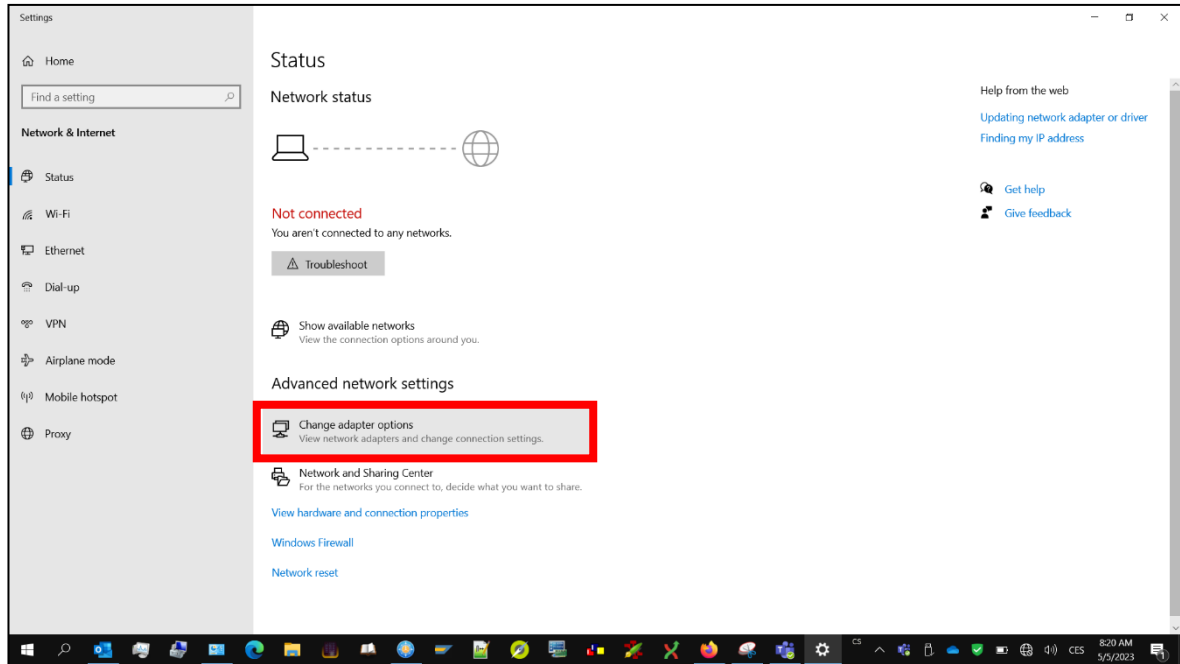 Settings
Home
Find a setting
Network & Internet
Status
Wi-Fi
Ethernet
Dial-up
VPN
Airplane mode
Mobile hotspot
Proxy
Status
Network status
Not connected
You aren't connected to any networks.
Troubleshoot
Show available networks
View the connection options around you.
Advanced network settings
Change adapter options
View network adapters and change connection settings.
Network and Sharing Center
For the networks you connect to, decide what you want to share.
View hardware and connection properties
Windows Firewall
Network reset
Help from the web
Updating network adapter or driver
Finding my IP address
Get help
Give feedback
CS
CES
8:20 AM
5/5/2023